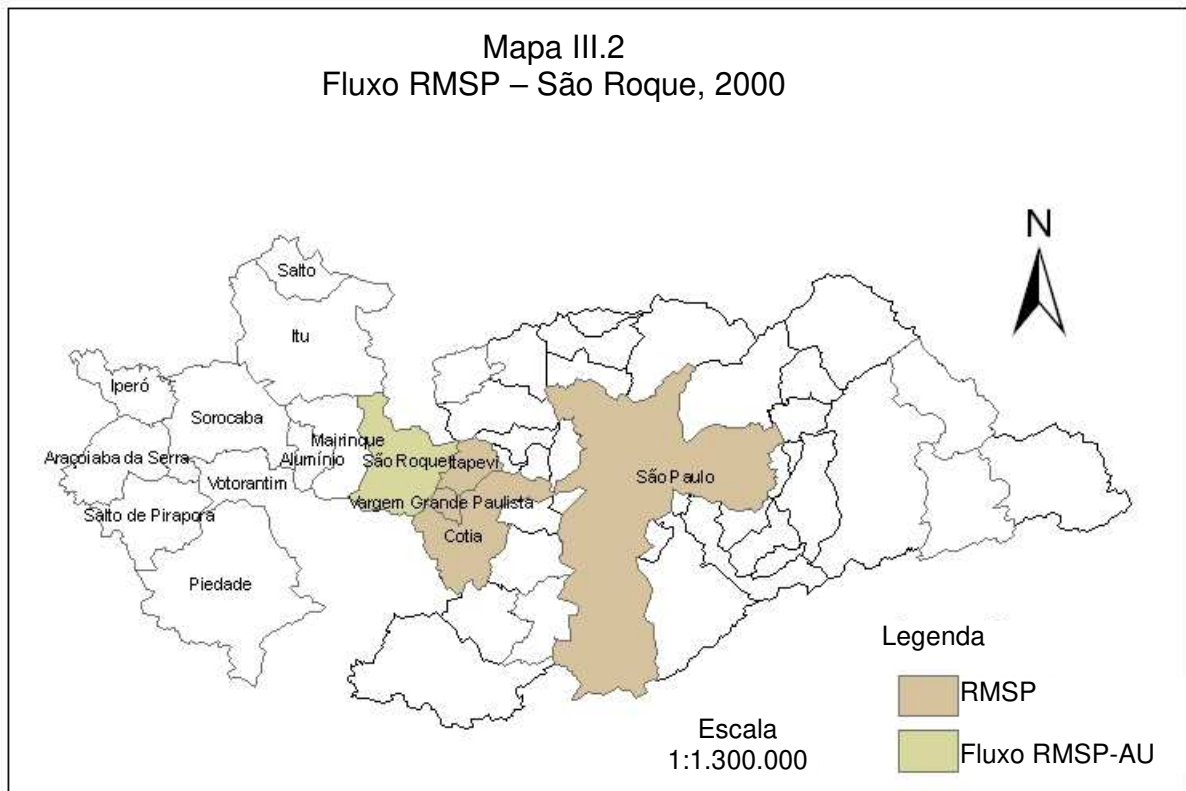 Mapa III.2
Fluxo RMSP – São Roque, 2000
N
Salto
Itu
Iperó
Sorocaba
Mairinque
Araçoiaba da Serra
Alumínio
São Roque
Itapevi
São Paulo
Votorantim
Vargem Grande Paulista
Salto de Pirapora
Cotia
Piedade
Legenda
RMSP
Fluxo RMSP-AU
Escala
1:1.300.000